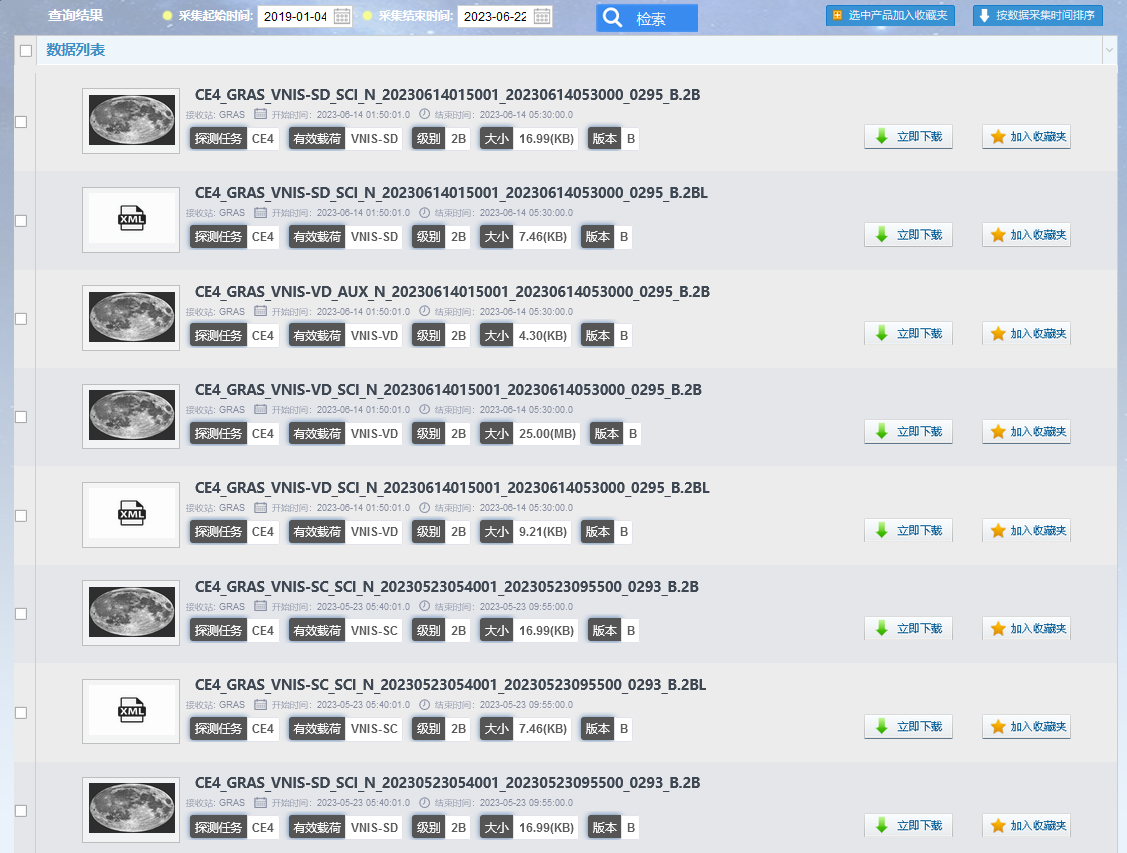 查询结果 采集起始时间: 2019-01-04 采集结束时间: 2023-06-22 检索 选中产品加入收藏夹 按数据采集时间排序
数据列表
CE4_GRAS_VNIS-SD_SCI_N_20230614015001_20230614053000_0295_B.2B
接收站: GRAS 开始时间: 2023-06-14 01:50:01.0 结束时间: 2023-06-14 05:30:00.0
探测任务 CE4 有效载荷 VNIS-SD 级别 2B 大小 16.99(KB) 版本 B 立即下载 加入收藏夹
CE4_GRAS_VNIS-SD_SCI_N_20230614015001_20230614053000_0295_B.2BL
接收站: GRAS 开始时间: 2023-06-14 01:50:01.0 结束时间: 2023-06-14 05:30:00.0
XML 探测任务 CE4 有效载荷 VNIS-SD 级别 2B 大小 7.46(KB) 版本 B 立即下载 加入收藏夹
CE4_GRAS_VNIS-VD_AUX_N_20230614015001_20230614053000_0295_B.2B
接收站: GRAS 开始时间: 2023-06-14 01:50:01.0 结束时间: 2023-06-14 05:30:00.0
探测任务 CE4 有效载荷 VNIS-VD 级别 2B 大小 4.30(KB) 版本 B 立即下载 加入收藏夹
CE4_GRAS_VNIS-VD_SCI_N_20230614015001_20230614053000_0295_B.2B
接收站: GRAS 开始时间: 2023-06-14 01:50:01.0 结束时间: 2023-06-14 05:30:00.0
探测任务 CE4 有效载荷 VNIS-VD 级别 2B 大小 25.00(MB) 版本 B 立即下载 加入收藏夹
CE4_GRAS_VNIS-VD_SCI_N_20230614015001_20230614053000_0295_B.2BL
接收站: GRAS 开始时间: 2023-06-14 01:50:01.0 结束时间: 2023-06-14 05:30:00.0
XML 探测任务 CE4 有效载荷 VNIS-VD 级别 2B 大小 9.21(KB) 版本 B 立即下载 加入收藏夹
CE4_GRAS_VNIS-SC_SCI_N_20230523054001_20230523095500_0293_B.2B
接收站: GRAS 开始时间: 2023-05-23 05:40:01.0 结束时间: 2023-05-23 09:55:00.0
探测任务 CE4 有效载荷 VNIS-SC 级别 2B 大小 16.99(KB) 版本 B 立即下载 加入收藏夹
CE4_GRAS_VNIS-SC_SCI_N_20230523054001_20230523095500_0293_B.2BL
接收站: GRAS 开始时间: 2023-05-23 05:40:01.0 结束时间: 2023-05-23 09:55:00.0
XML 探测任务 CE4 有效载荷 VNIS-SC 级别 2B 大小 7.46(KB) 版本 B 立即下载 加入收藏夹
CE4_GRAS_VNIS-SD_SCI_N_20230523054001_20230523095500_0293_B.2B
接收站: GRAS 开始时间: 2023-05-23 05:40:01.0 结束时间: 2023-05-23 09:55:00.0
探测任务 CE4 有效载荷 VNIS-SD 级别 2B 大小 16.99(KB) 版本 B 立即下载 加入收藏夹